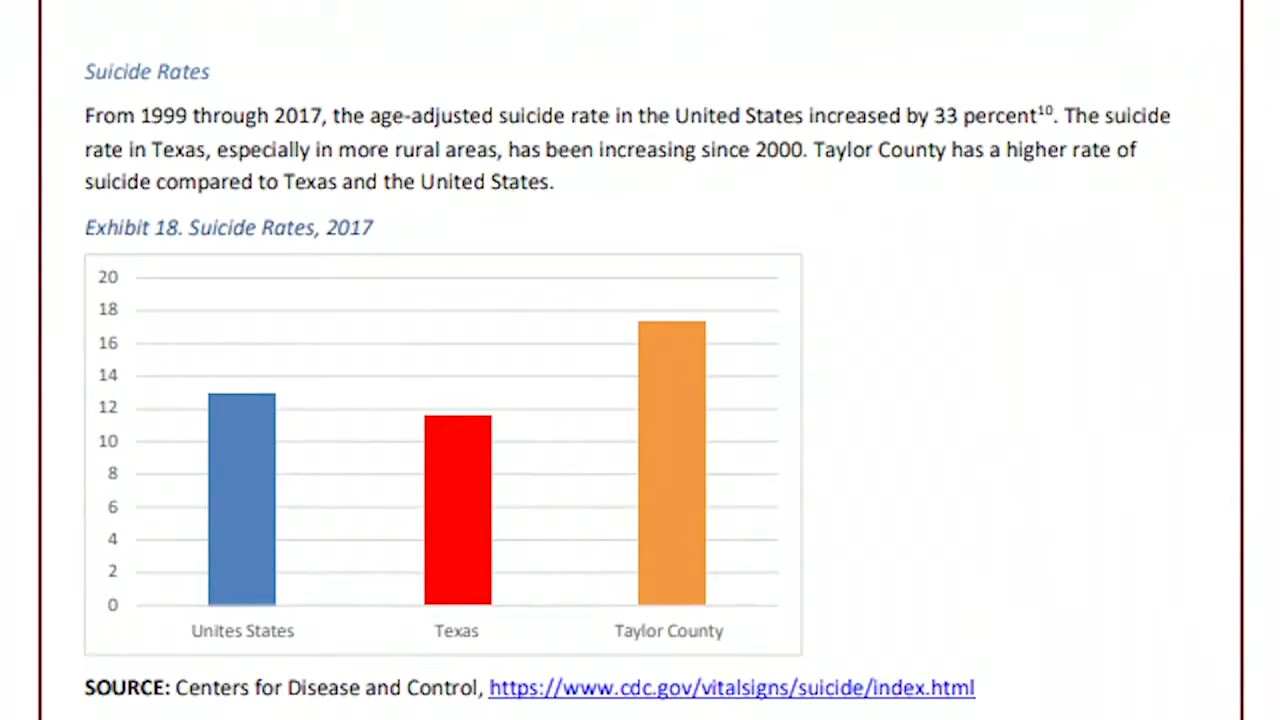 Suicide Rates
From 1999 through 2017, the age-adjusted suicide rate in the United States increased by 33 percent¹⁰. The suicide
rate in Texas, especially in more rural areas, has been increasing since 2000. Taylor County has a higher rate of
suicide compared to Texas and the United States.
Exhibit 18. Suicide Rates, 2017
20
18
16
14
12
10
8
6
4
2
0
Unites States Texas Taylor County
SOURCE: Centers for Disease and Control, https://www.cdc.gov/vitalsigns/suicide/index.html